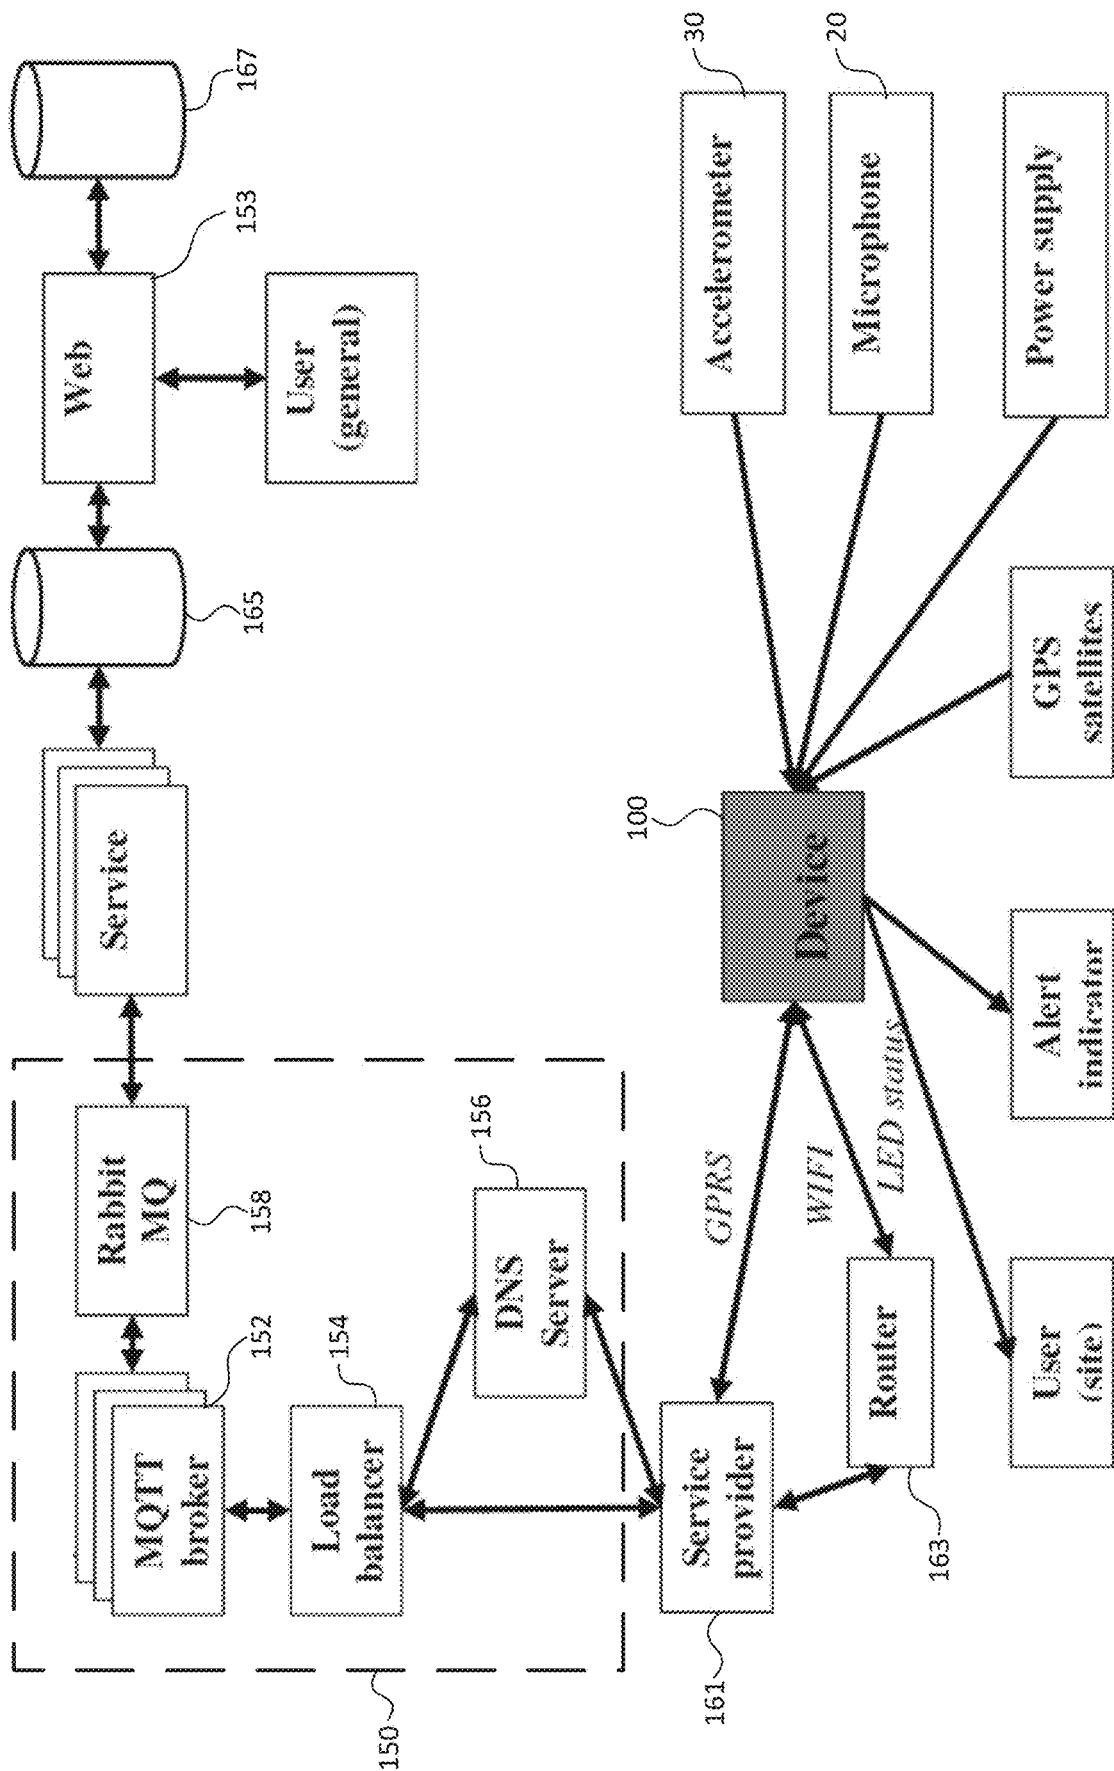 Rabbit
MQ
Service
Web
MQTT
broker
158
152
165
153
167
Load
balancer
User
(general)
150
154
156
DNS
Server
100
30
161
Service
provider
GPRS
Accelerometer
WIFI
Device
20
Router
LED status
Microphone
163
User
(site)
Alert
indicator
GPS
satellites
Power supply